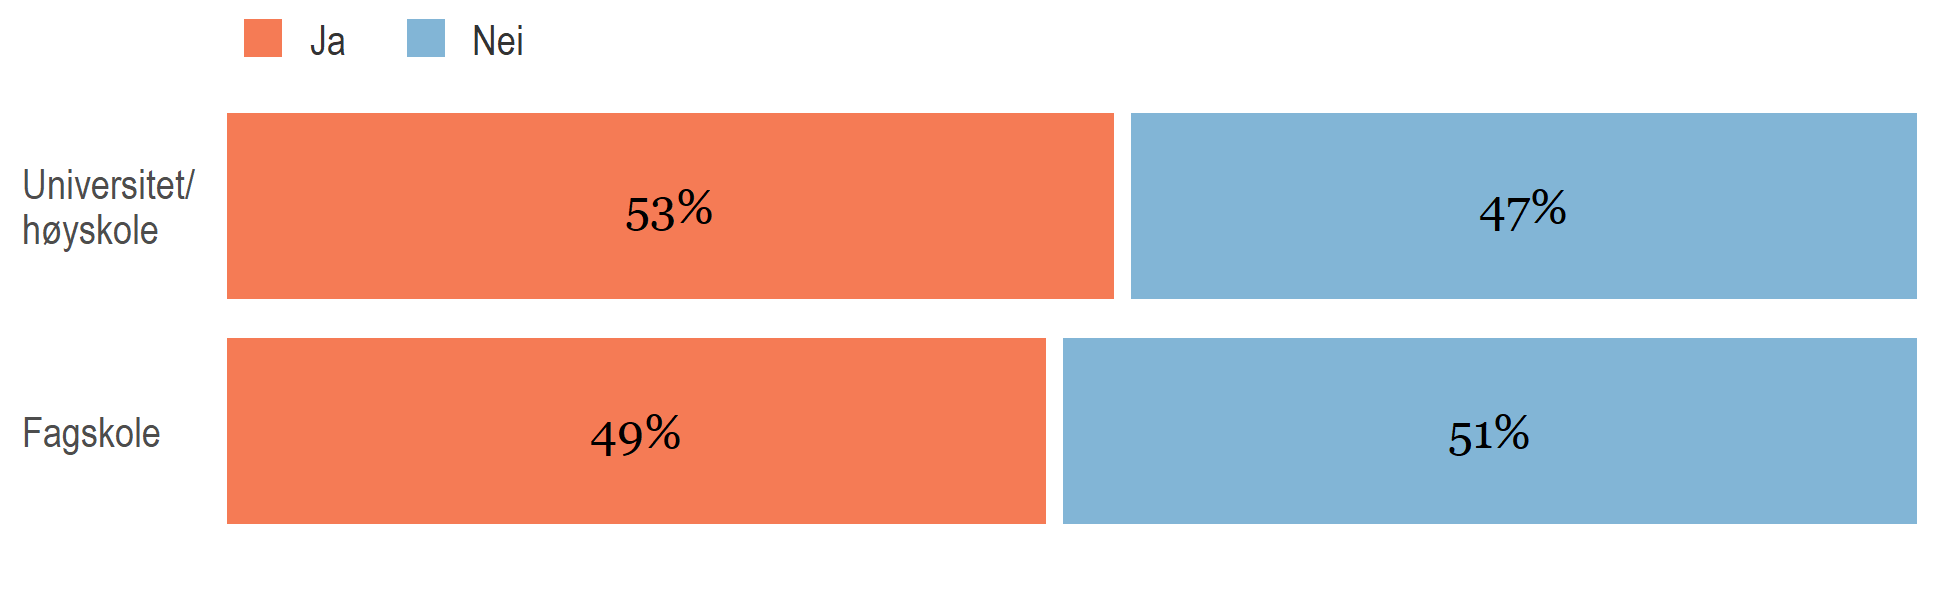 Ja Nei
Universitet/
høyskole
53% 47%
Fagskole
49% 51%